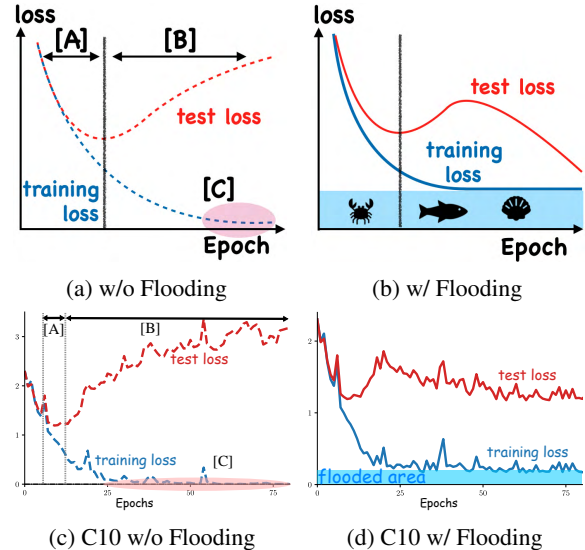 loss
[A]
[B]
test loss
training
loss
[C]
Epoch
(a) w/o Flooding
loss
test loss
training
loss
Epoch
(b) w/ Flooding
[A]
[B]
test loss
training loss
[C]
0
2
0
25
50
75
Epochs
(c) C10 w/o Flooding
2
1
0
test loss
training loss
flooded area
0
25
50
75
Epochs
(d) C10 w/ Flooding